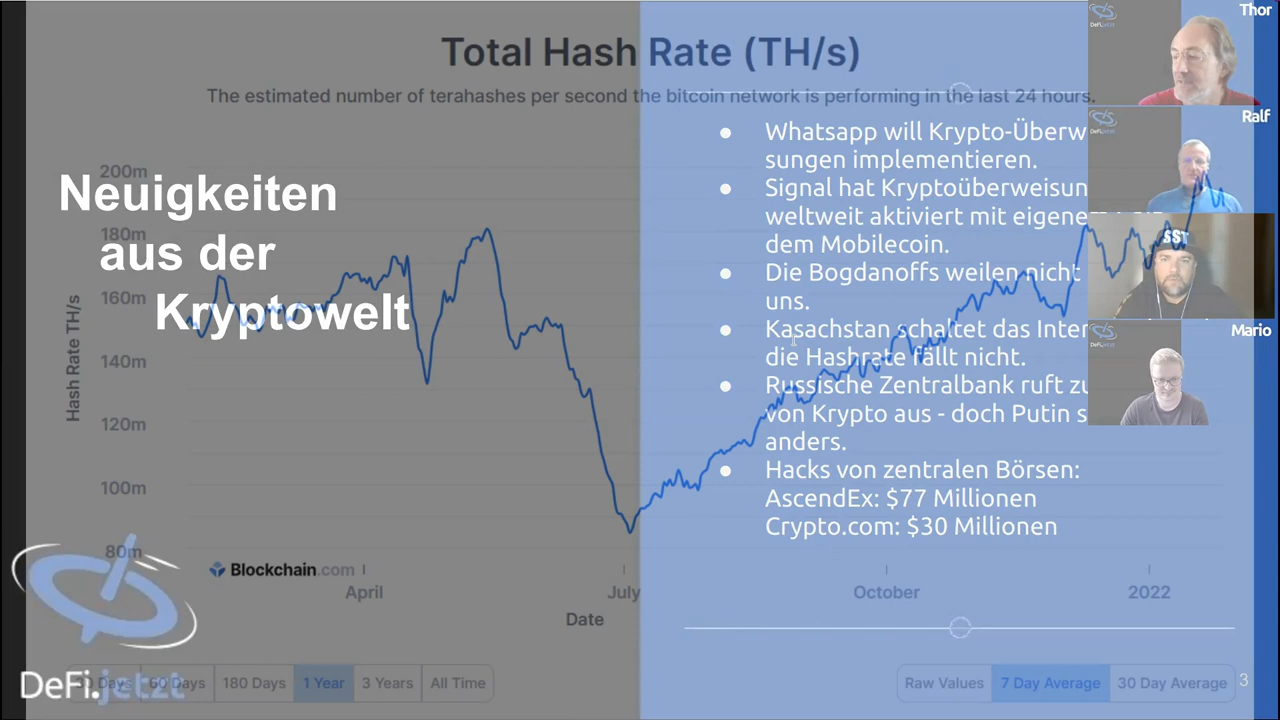 Total Hash Rate (TH/s)
The estimated number of terahashes per second the bitcoin network is performing in the last 24 hours.
Neuigkeiten
aus der
Kryptowelt
Hash Rate TH/s
200m
180m
160m
140m
120m
100m
80m
Blockchain.com
April
July
October
2022
Date
● Whatsapp will Krypto-Überw
sungen implementieren.
● Signal hat Kryptoüberweisun
weltweit aktiviert mit eigene
dem Mobilecoin.
● Die Bogdanoffs weilen nicht
uns.
● Kasachstan schaltet das Inter
die Hashrate fällt nicht.
● Russische Zentralbank ruft zu
von Krypto aus - doch Putin s
anders.
● Hacks von zentralen Börsen:
AscendEx: $77 Millionen
Crypto.com: $30 Millionen
Thor
Ralf
SST
Mario
DeFi.jetzt
Days
60 Days
180 Days
1 Year
3 Years
All Time
Raw Values
7 Day Average
30 Day Average
3